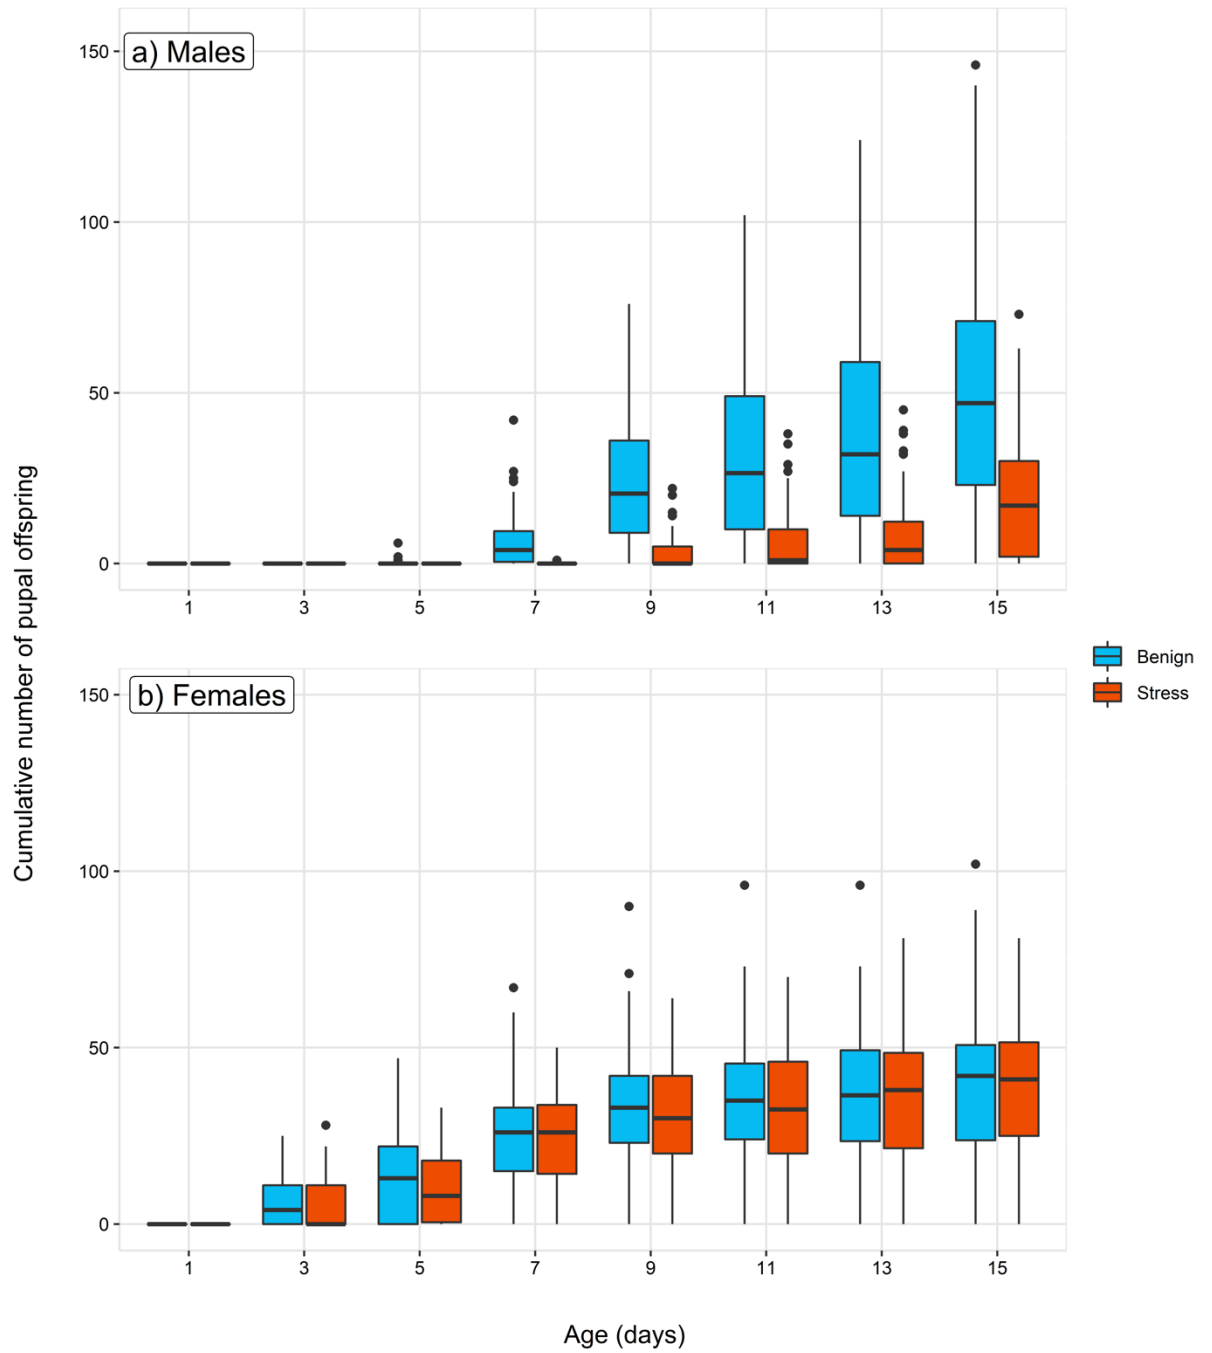 a) Males
150
100
50
0
1 3 5 7 9 11 13 15
Cumulative number of pupal offspring
Benign
Stress
b) Females
150
100
50
0
1 3 5 7 9 11 13 15
Age (days)